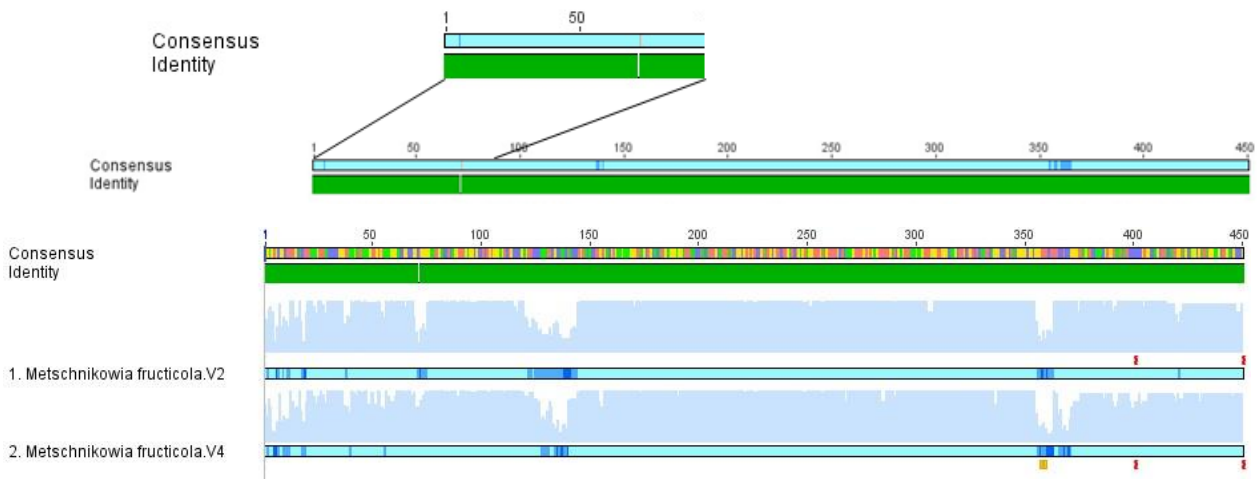 1 50
Consensus
Identity
1 50 100 150 200 250 300 350 400 450
Consensus
Identity
1 50 100 150 200 250 300 350 400 450
Consensus
Identity
1. Metschnikowia fructicola.V2
2. Metschnikowia fructicola.V4